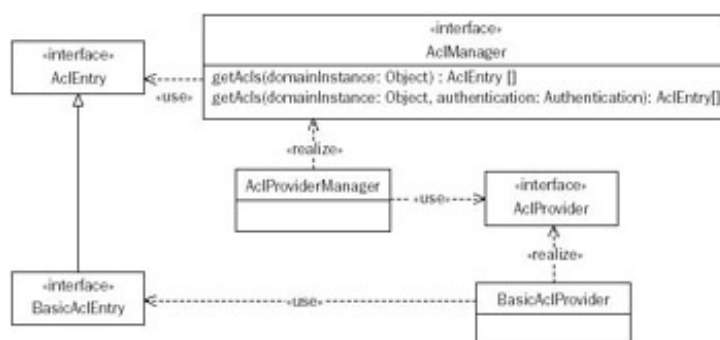 «interface»
AclManager
«interface»
AclEntry
«use»
getAcls(domainInstance: Object) : AclEntry []
getAcls(domainInstance: Object, authentication: Authentication): AclEntry[]
«realize»
AclProviderManager
«use»
«interface»
AclProvider
«realize»
«interface»
BasicAclEntry
«use»
BasicAclProvider